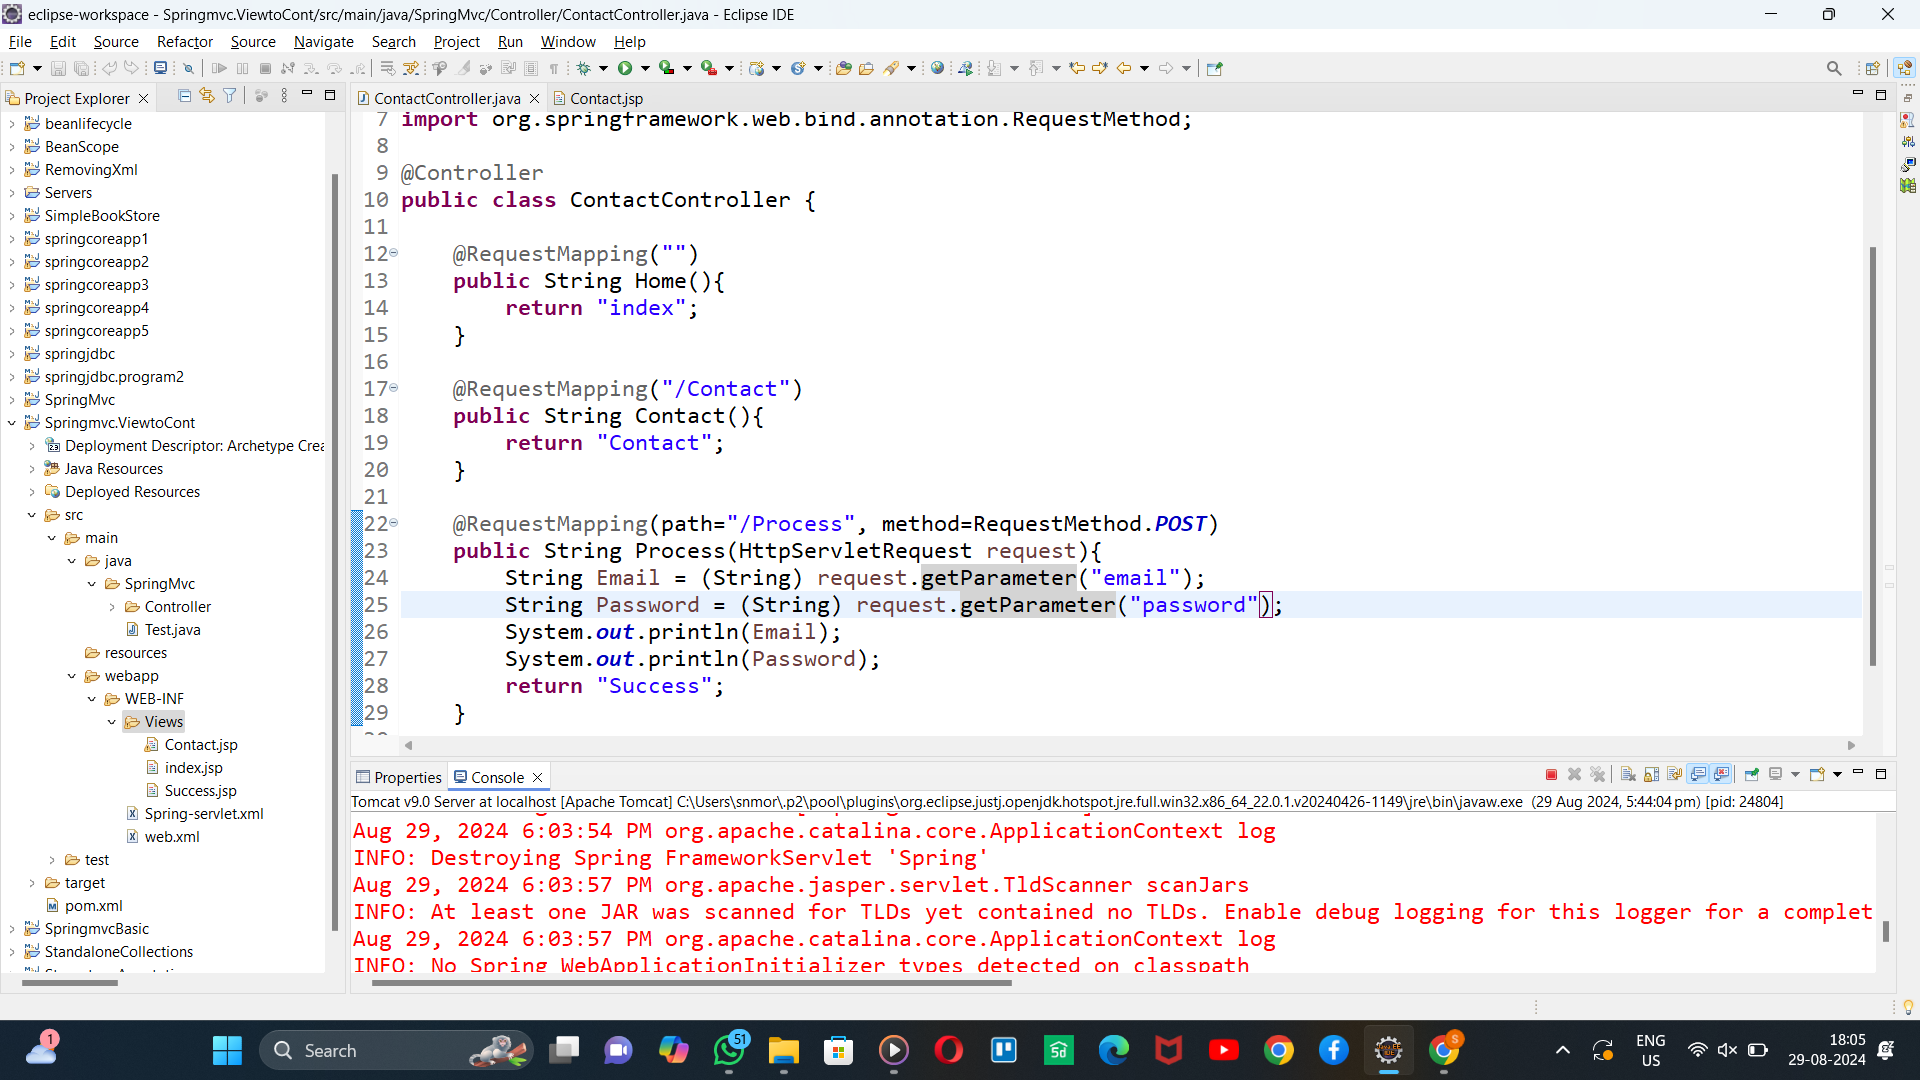 eclipse-workspace - Springmvc.ViewtoCont/src/main/java/SpringMvc/Controller/ContactController.java - Eclipse IDE
File Edit Source Refactor Source Navigate Search Project Run Window Help
Project Explorer
beanlifecycle
BeanScope
RemovingXml
Servers
SimpleBookStore
springcoreapp1
springcoreapp2
springcoreapp3
springcoreapp4
springcoreapp5
springjdbc
springjdbc.program2
SpringMvc
Springmvc.ViewtoCont
Deployment Descriptor: Archetype Crea
Java Resources
Deployed Resources
src
main
java
SpringMvc
Controller
Test.java
resources
webapp
WEB-INF
Views
Contact.jsp
index.jsp
Success.jsp
Spring-servlet.xml
web.xml
test
target
pom.xml
SpringmvcBasic
StandaloneCollections
ContactController.java Contact.jsp
7 import org.springframework.web.bind.annotation.RequestMethod;
8
9 @Controller
10 public class ContactController {
11
12 @RequestMapping("")
13 public String Home(){
14 return "index";
15 }
16
17 @RequestMapping("/Contact")
18 public String Contact(){
19 return "Contact";
20 }
21
22 @RequestMapping(path="/Process", method=RequestMethod.POST)
23 public String Process(HttpServletRequest request){
24 String Email = (String) request.getParameter("email");
25 String Password = (String) request.getParameter("password");
26 System.out.println(Email);
27 System.out.println(Password);
28 return "Success";
29 }
Properties Console
Tomcat v9.0 Server at localhost [Apache Tomcat] C:\Users\snmor\.p2\pool\plugins\org.eclipse.justj.openjdk.hotspot.jre.full.win32.x86_64_22.0.1.v20240426-1149\jre\bin\javaw.exe (29 Aug 2024, 5:44:04 pm) [pid: 24804]
Aug 29, 2024 6:03:54 PM org.apache.catalina.core.ApplicationContext log
INFO: Destroying Spring FrameworkServlet 'Spring'
Aug 29, 2024 6:03:57 PM org.apache.jasper.servlet.TldScanner scanJars
INFO: At least one JAR was scanned for TLDs yet contained no TLDs. Enable debug logging for this logger for a complet
Aug 29, 2024 6:03:57 PM org.apache.catalina.core.ApplicationContext log
INFO: No Spring WebApplicationInitializer types detected on classpath
1
Search
51
ENG
US
18:05
29-08-2024